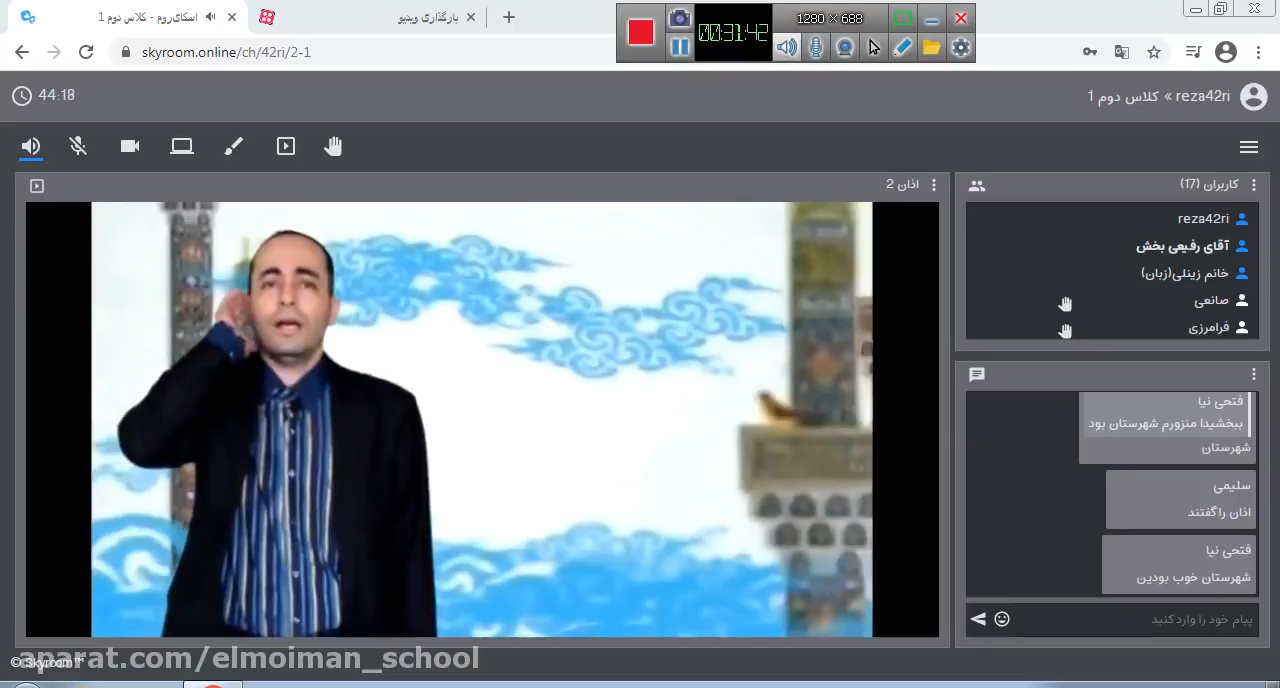 اسکای‌روم - کلاس دوم 1
بارگذاری ویدیو
skyroom.online/ch/42ri/2-1
00:31:42
1280 × 688
44:18
reza42ri » کلاس دوم 1
اذان 2
کاربران (17)
reza42ri
آقای رفیعی بخش
خانم زینلی(زبان)
صانعی
فرامرزی
فتحی نیا
ببخشیدا منزورم شهرستان بود
شهرستان
سلیمی
اذان را گفتند
فتحی نیا
شهرستان خوب بودین
پیام خود را وارد کنید
© Skyroom™
aparat.com/elmoiman_school